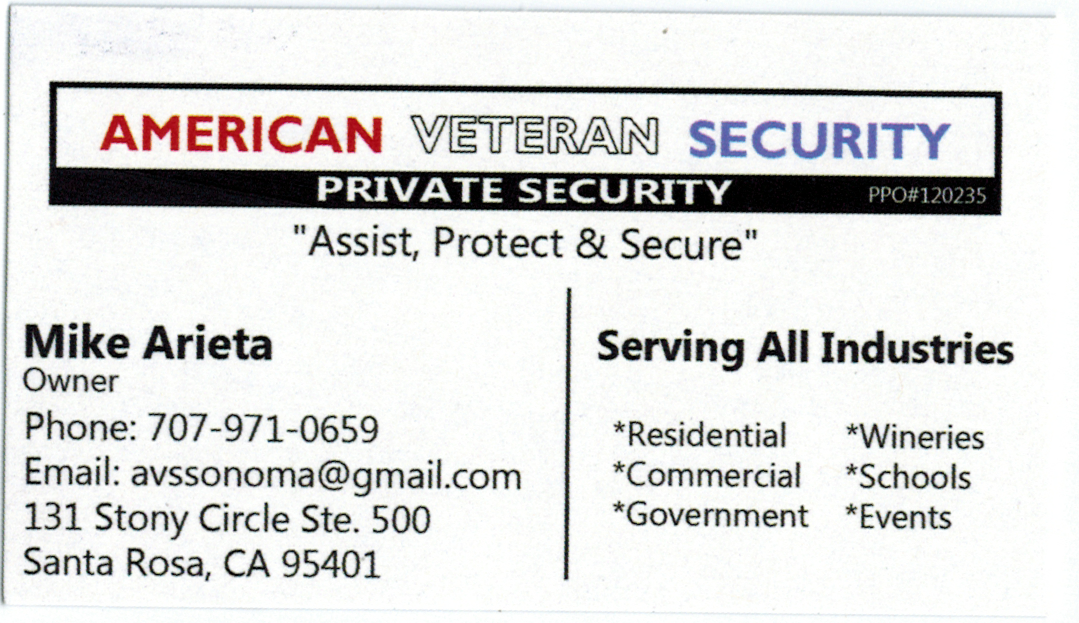 AMERICAN VETERAN SECURITY
PRIVATE SECURITY
PPO#120235
"Assist, Protect & Secure"
Mike Arieta
Owner
Phone: 707-971-0659
Email: avssonoma@gmail.com
131 Stony Circle Ste. 500
Santa Rosa, CA 95401
Serving All Industries
*Residential
*Commercial
*Government
*Wineries
*Schools
*Events